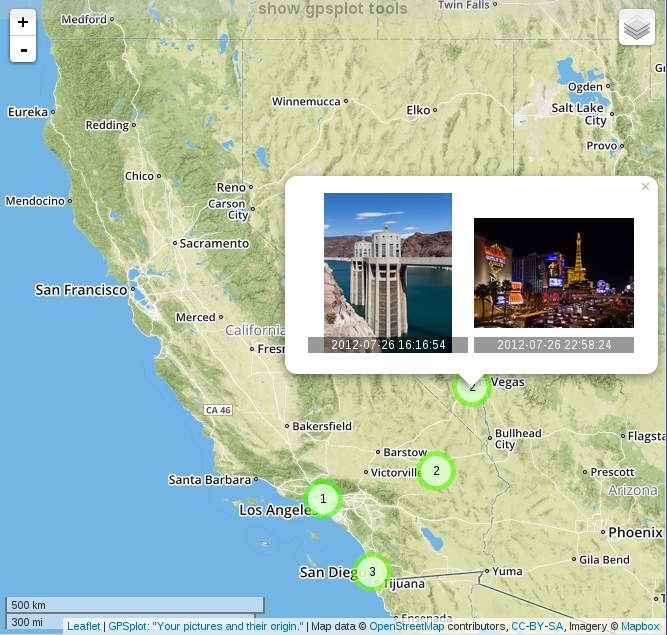 show gpsplot tools
Twin Falls
Medford
+
-
Ogden
Winnemucca
Elko
Salt Lake
City
Eureka
Redding
Provo
Chico
Reno
Mendocino
Carson
City
×
Sacramento
San Francisco
Merced
California
Fresn
2012-07-26 16:16:54
2012-07-26 22:58:24
2
as Vegas
CA 46
Bakersfield
Bullhead
City
Flagsta
Barstow
2
Victorville
Prescott
Santa Barbara
Arizona
1
Los Angeles
Phoenix
Gila Bend
San Diego
3
Yuma
Tijuana
500 km
300 mi
Ensenada
Leaflet | GPSplot: "Your pictures and their origin." | Map data © OpenStreetMap contributors, CC-BY-SA, Imagery © Mapbox